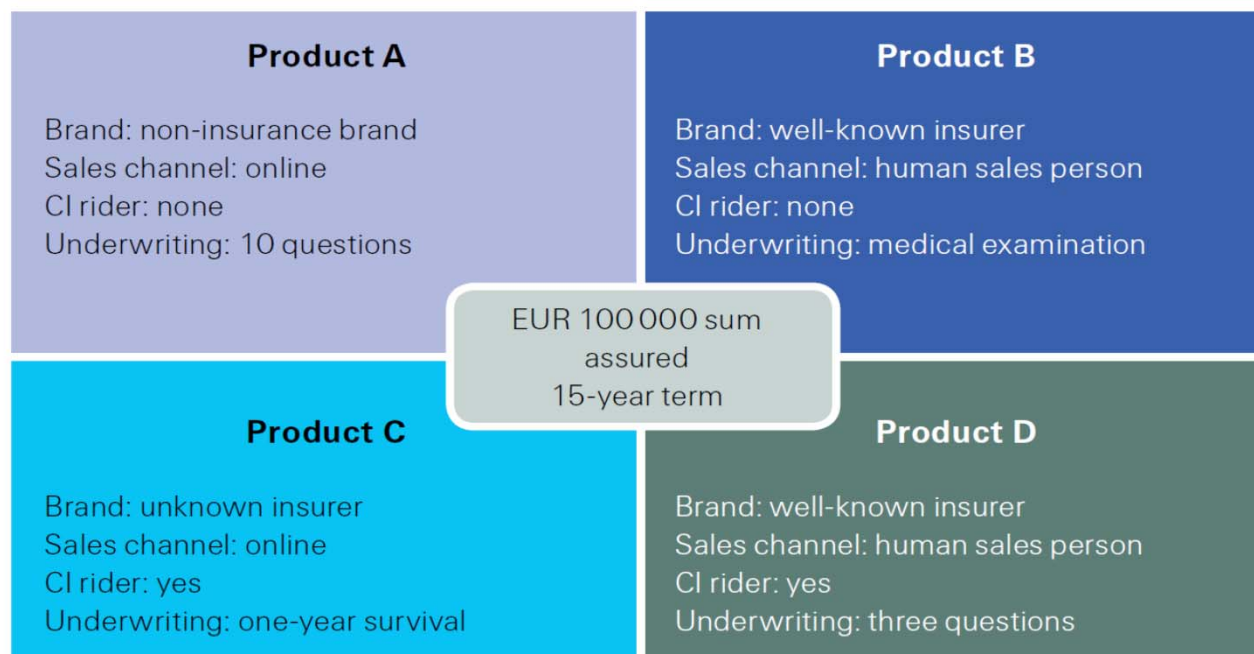 Product A
Brand: non-insurance brand
Sales channel: online
CI rider: none
Underwriting: 10 questions
Product B
Brand: well-known insurer
Sales channel: human sales person
CI rider: none
Underwriting: medical examination
EUR 100 000 sum
assured
15-year term
Product C
Brand: unknown insurer
Sales channel: online
CI rider: yes
Underwriting: one-year survival
Product D
Brand: well-known insurer
Sales channel: human sales person
CI rider: yes
Underwriting: three questions